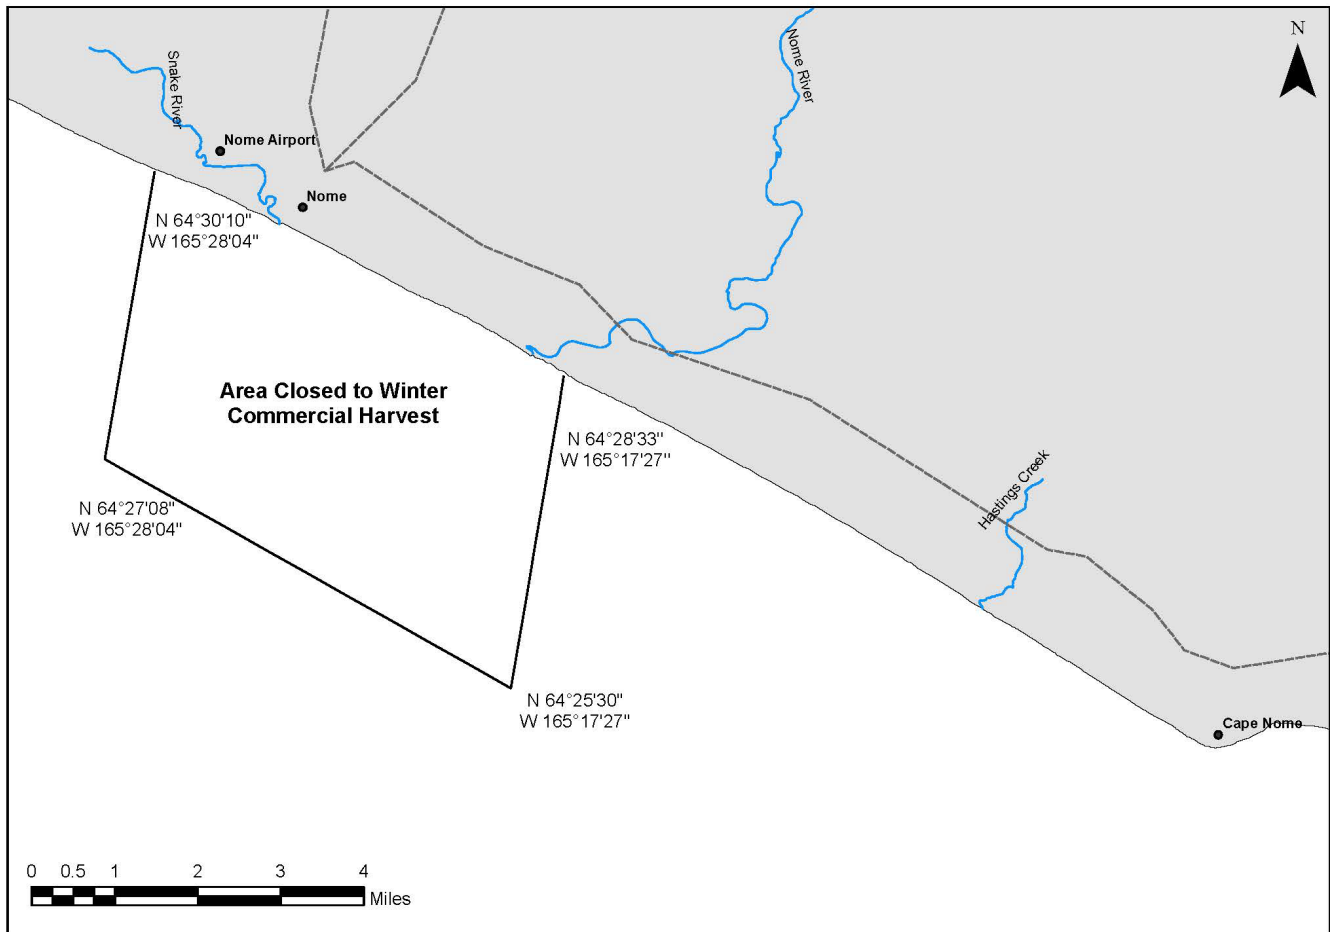 N
Snake River
Nome River
Nome Airport
Nome
N 64°30'10"
W 165°28'04"
Area Closed to Winter
Commercial Harvest
N 64°28'33"
W 165°17'27"
Hastings Creek
N 64°27'08"
W 165°28'04"
N 64°25'30"
W 165°17'27"
Cape Nome
0 0.5 1 2 3 4
Miles